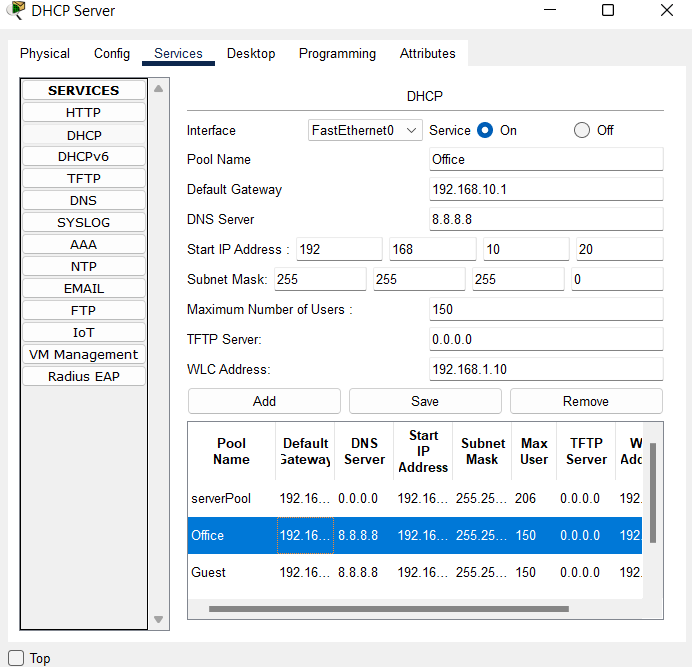 DHCP Server
Physical Config Services Desktop Programming Attributes
SERVICES
HTTP
DHCP
DHCPv6
TFTP
DNS
SYSLOG
AAA
NTP
EMAIL
FTP
IoT
VM Management
Radius EAP
DHCP
Interface FastEthernet0 Service On Off
Pool Name Office
Default Gateway 192.168.10.1
DNS Server 8.8.8.8
Start IP Address : 192 168 10 20
Subnet Mask: 255 255 255 0
Maximum Number of Users : 150
TFTP Server: 0.0.0.0
WLC Address: 192.168.1.10
Add Save Remove
Pool Name Default Gateway DNS Server Start IP Address Subnet Mask Max User TFTP Server W Adc
serverPool 192.16... 0.0.0.0 192.16... 255.25... 206 0.0.0.0 192.
Office 192.16... 8.8.8.8 192.16... 255.25... 150 0.0.0.0 192
Guest 192.16... 8.8.8.8 192.16... 255.25... 150 0.0.0.0 192.
Top